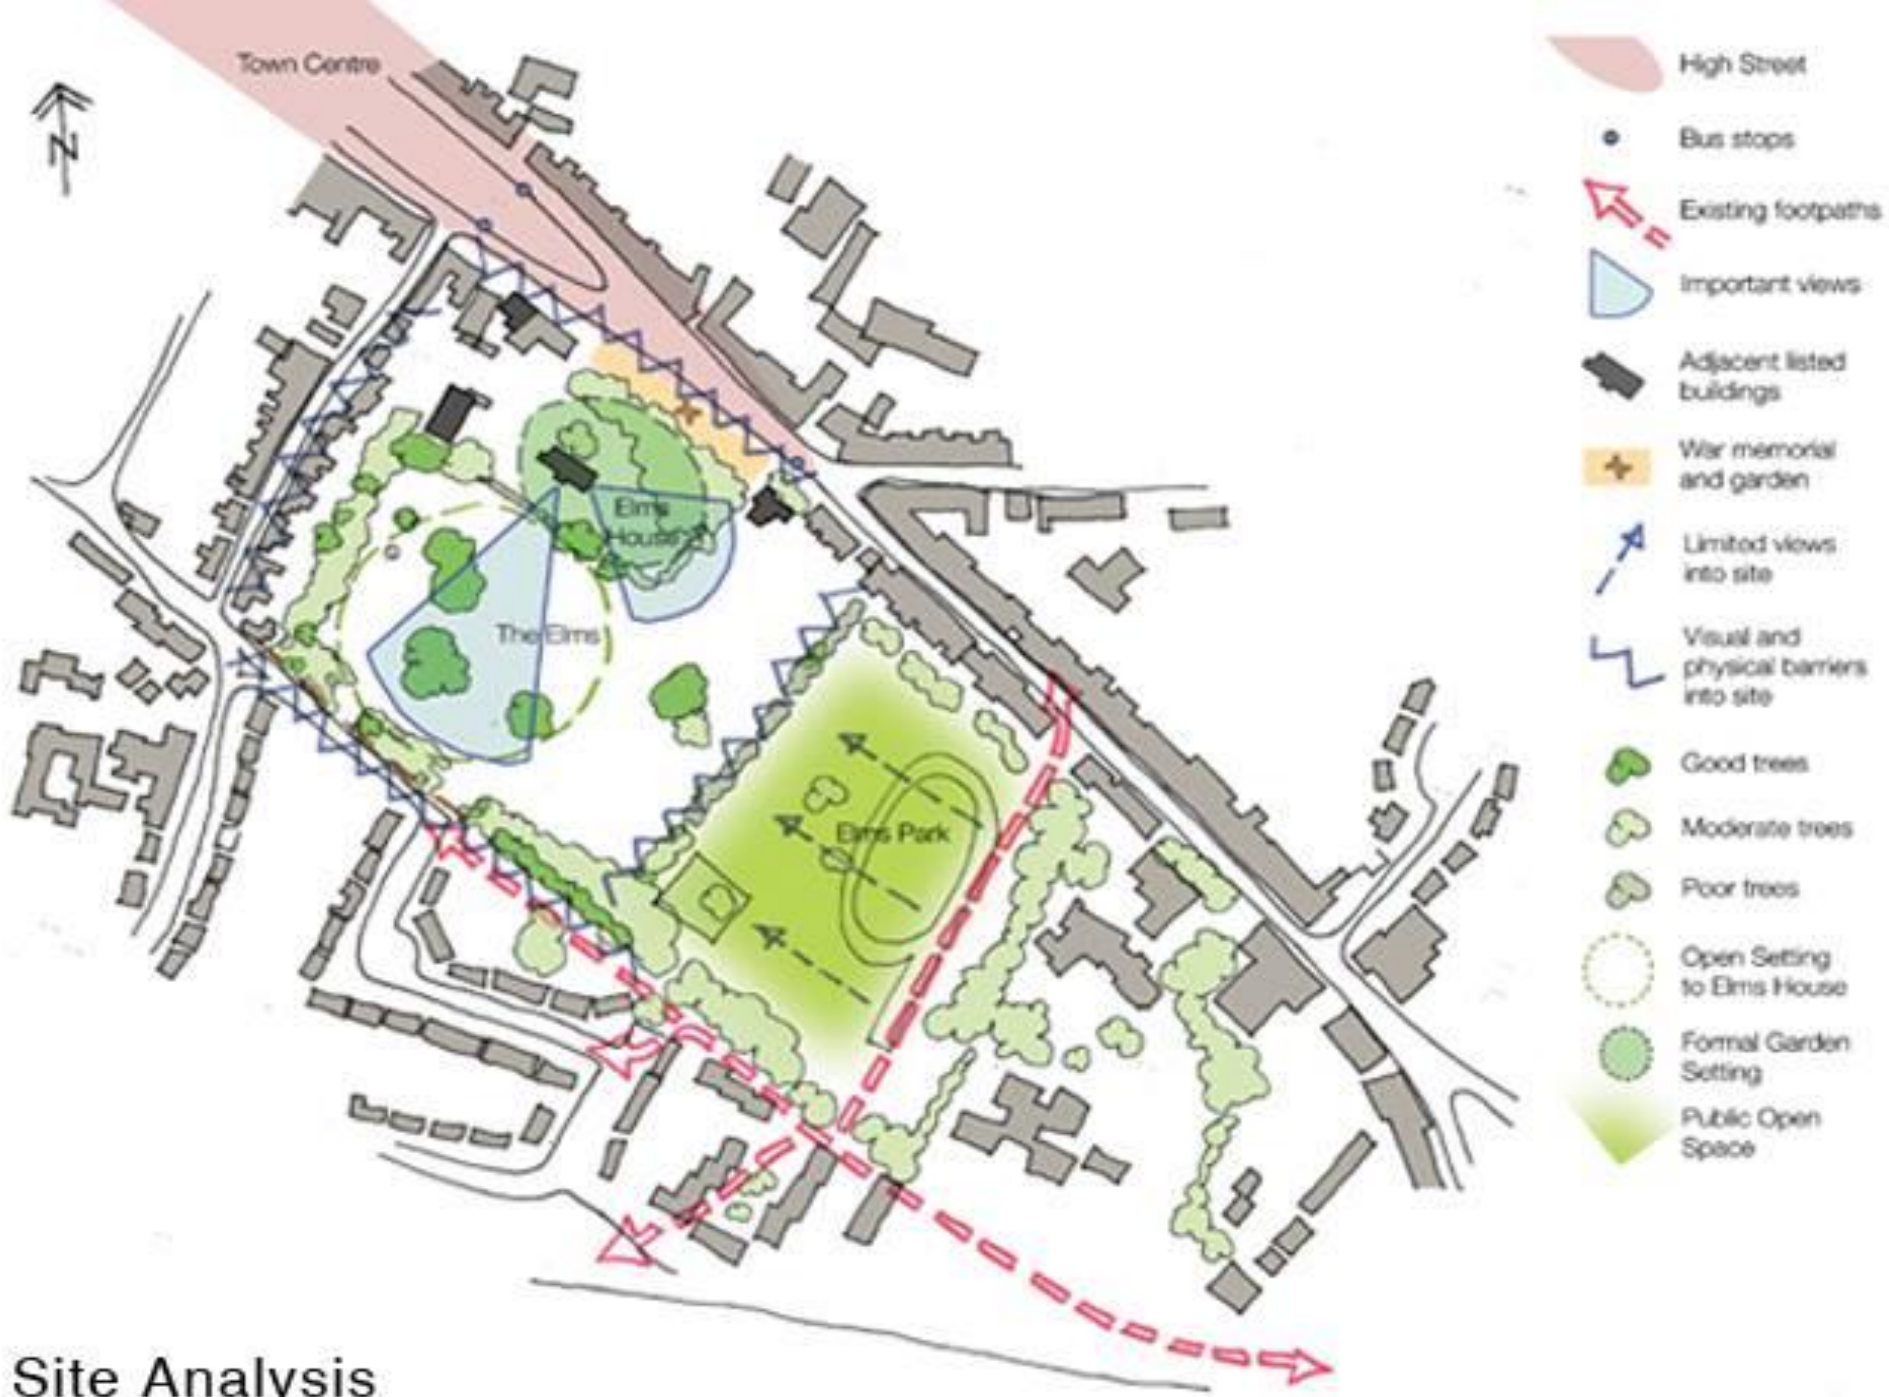 Town Centre
N
Elms
House
The Elms
Elms Park
High Street
Bus stops
Existing footpaths
Important views
Adjacent listed
buildings
War memorial
and garden
Limited views
into site
Visual and
physical barriers
into site
Good trees
Moderate trees
Poor trees
Open Setting
to Elms House
Formal Garden
Setting
Public Open
Space
Site Analysis